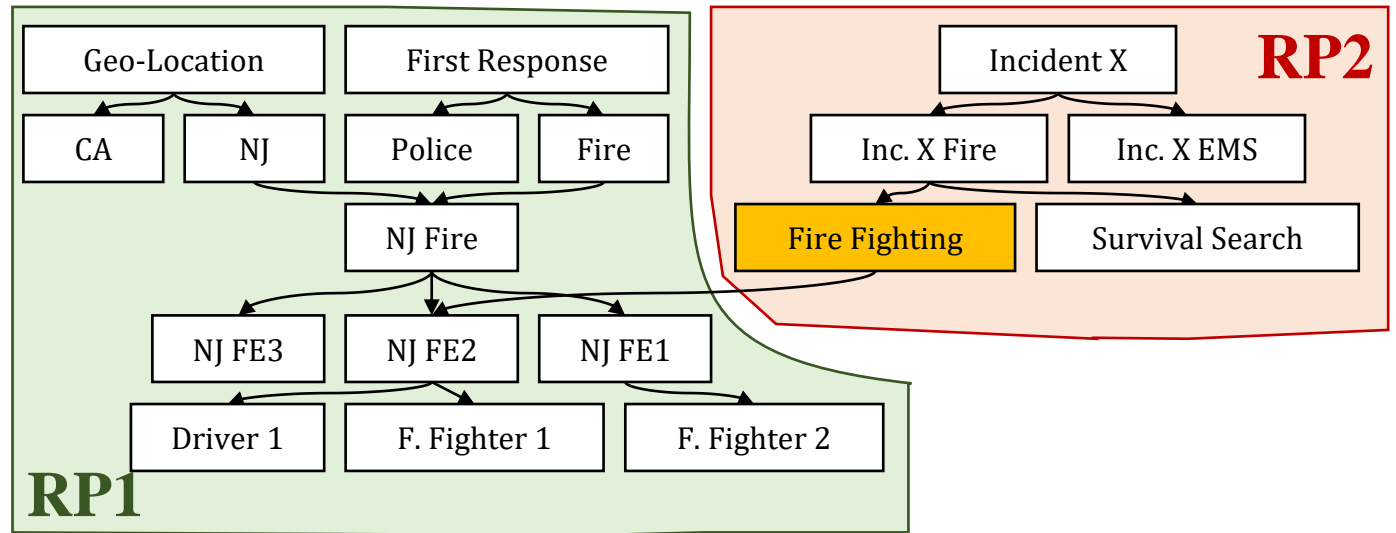 Geo-Location
First Response
Incident X
RP2
CA
NJ
Police
Fire
Inc. X Fire
Inc. X EMS
NJ Fire
Fire Fighting
Survival Search
NJ FE3
NJ FE2
NJ FE1
Driver 1
F. Fighter 1
F. Fighter 2
RP1